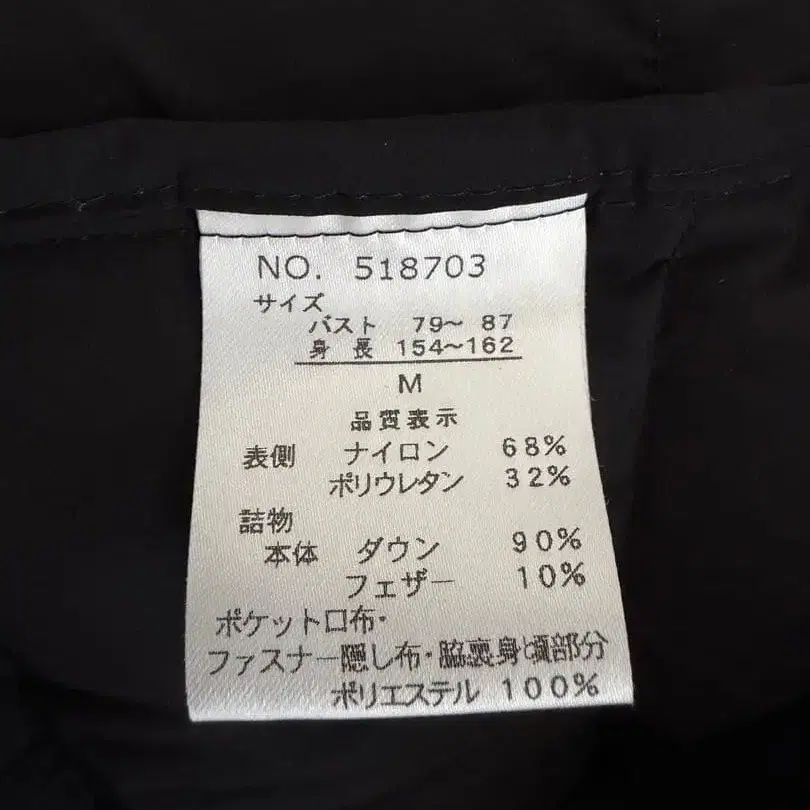 NO. 518703
サイズ
バスト 79～ 87
身 長 154～162
M
品質表示
表側 ナイロン 68%
ポリウレタン 32%
詰物
本体 ダウン 90%
フェザー 10%
ポケット口布・
ファスナー隠し布・脇裏身と部分
ポリエステル 100%